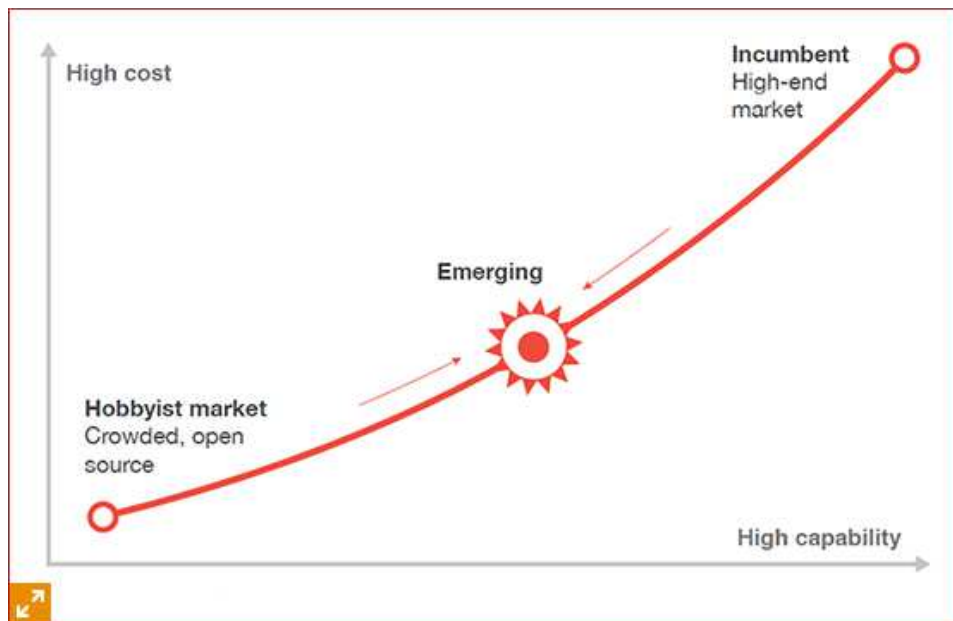 High cost
Incumbent
High-end
market
Emerging
Hobbyist market
Crowded, open
source
High capability